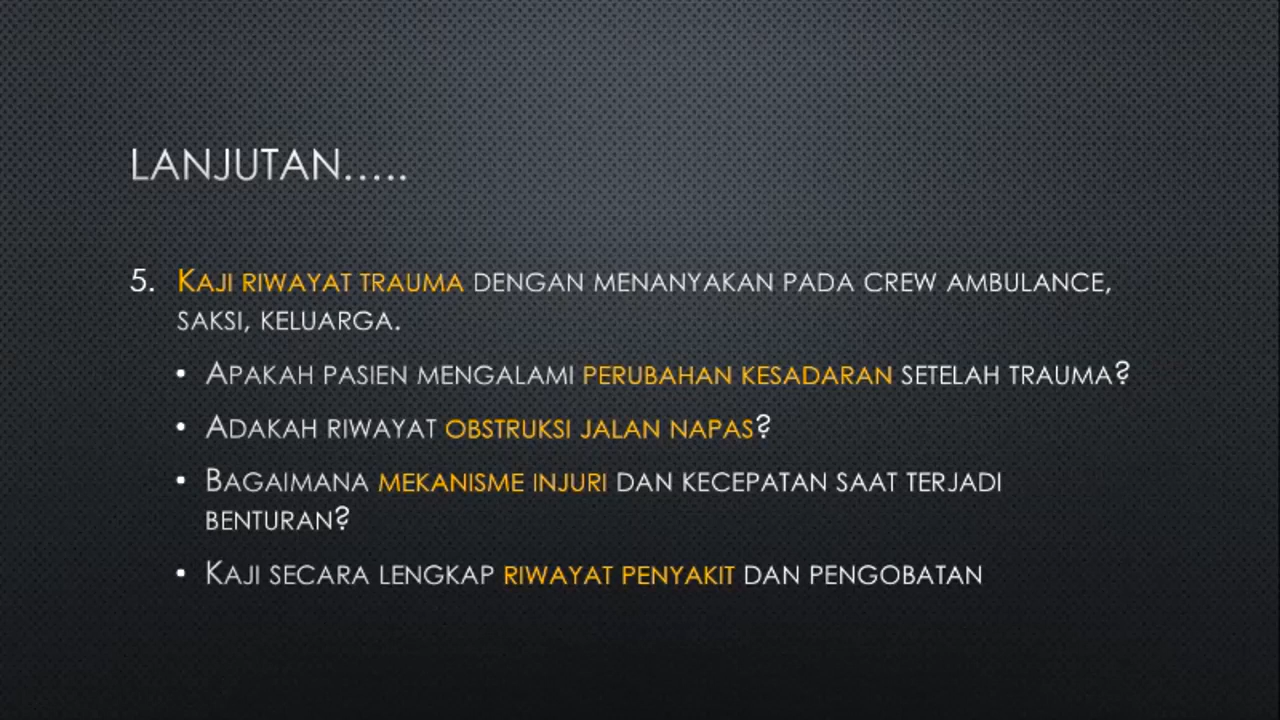 LANJUTAN.....
5. KAJI RIWAYAT TRAUMA DENGAN MENANYAKAN PADA CREW AMBULANCE,
SAKSI, KELUARGA.
• APAKAH PASIEN MENGALAMI PERUBAHAN KESADARAN SETELAH TRAUMA?
• ADAKAH RIWAYAT OBSTRUKSI JALAN NAPAS?
• BAGAIMANA MEKANISME INJURI DAN KECEPATAN SAAT TERJADI
BENTURAN?
• KAJI SECARA LENGKAP RIWAYAT PENYAKIT DAN PENGOBATAN